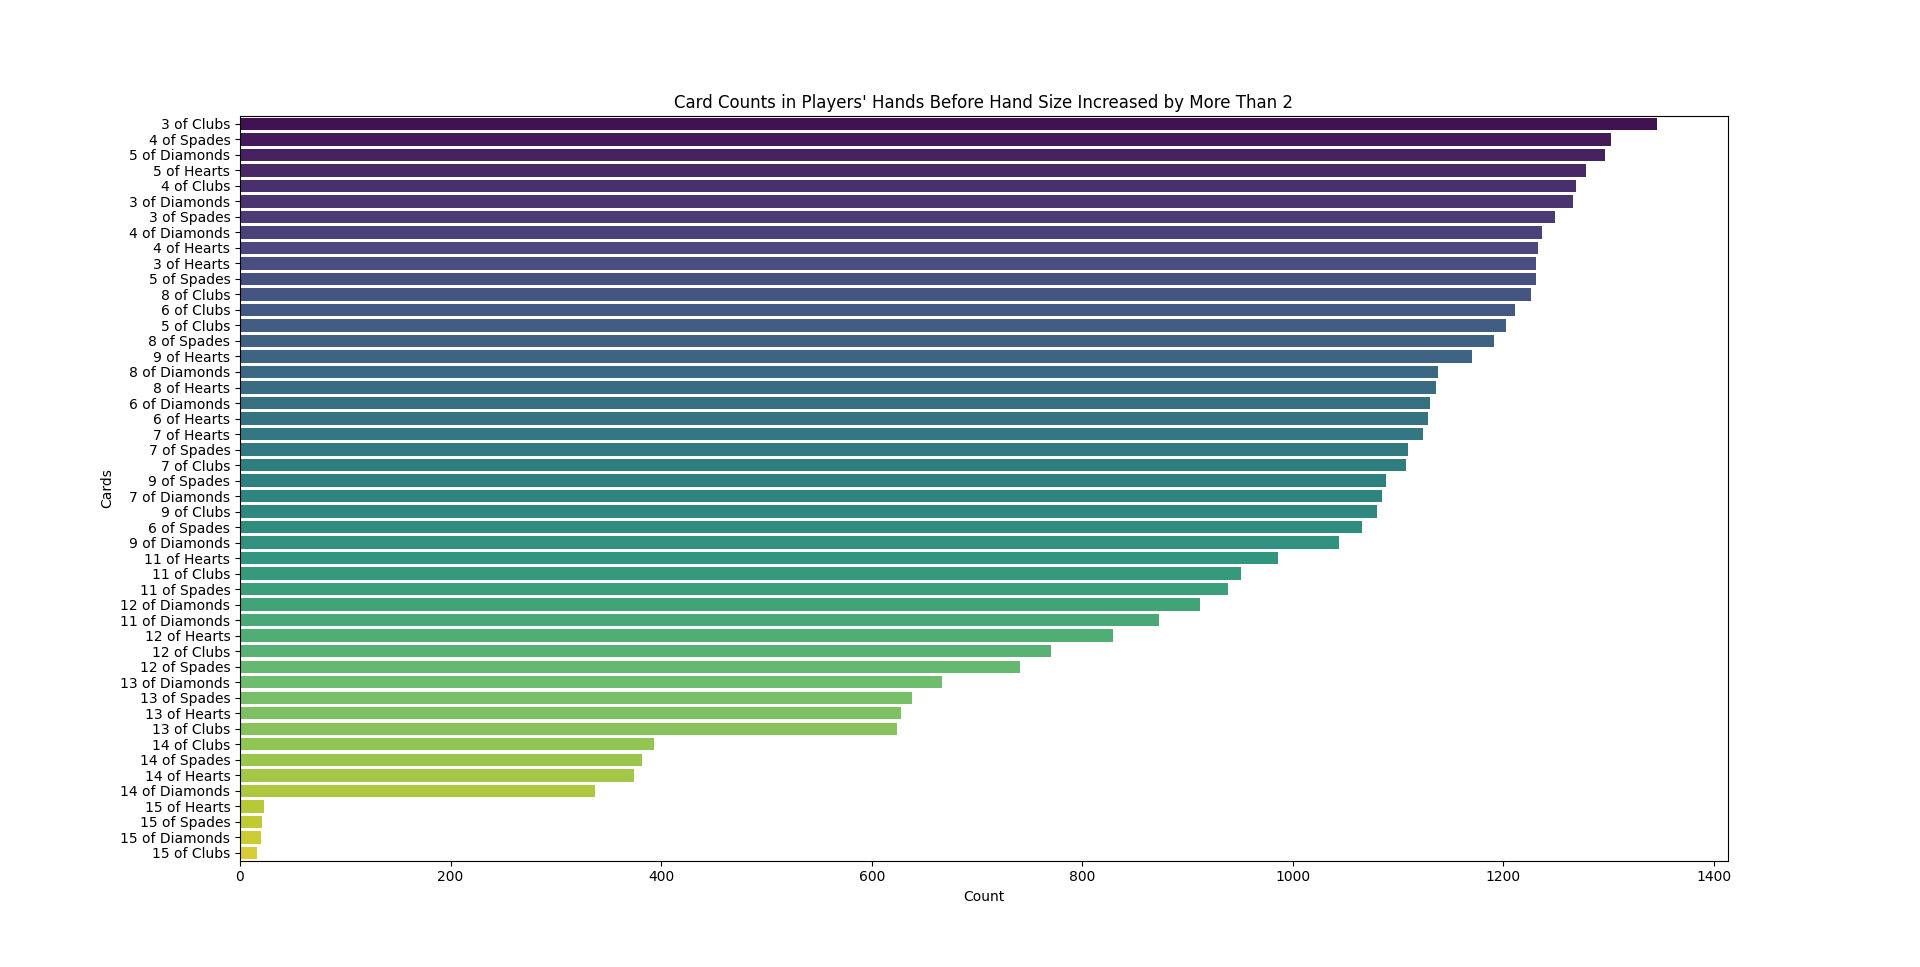 Card Counts in Players' Hands Before Hand Size Increased by More Than 2
3 of Clubs
4 of Spades
5 of Diamonds
5 of Hearts
4 of Clubs
3 of Diamonds
3 of Spades
4 of Diamonds
4 of Hearts
3 of Hearts
5 of Spades
8 of Clubs
6 of Clubs
5 of Clubs
8 of Spades
9 of Hearts
8 of Diamonds
8 of Hearts
6 of Diamonds
6 of Hearts
7 of Hearts
7 of Spades
7 of Clubs
9 of Spades
7 of Diamonds
9 of Clubs
6 of Spades
9 of Diamonds
11 of Hearts
11 of Clubs
11 of Spades
12 of Diamonds
11 of Diamonds
12 of Hearts
12 of Clubs
12 of Spades
13 of Diamonds
13 of Spades
13 of Hearts
13 of Clubs
14 of Clubs
14 of Spades
14 of Hearts
14 of Diamonds
15 of Hearts
15 of Spades
15 of Diamonds
15 of Clubs
Cards
0 200 400 600 800 1000 1200 1400
Count